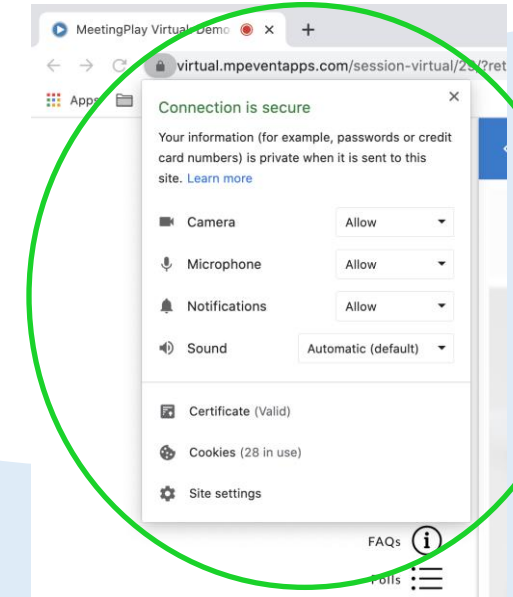 MeetingPlay Virtual Demo
virtual.mpeventapps.com/session-virtual/29/?ret
Apps
Connection is secure
Your information (for example, passwords or credit
card numbers) is private when it is sent to this
site. Learn more
Camera Allow
Microphone Allow
Notifications Allow
Sound Automatic (default)
Certificate (Valid)
Cookies (28 in use)
Site settings
FAQs
Polls